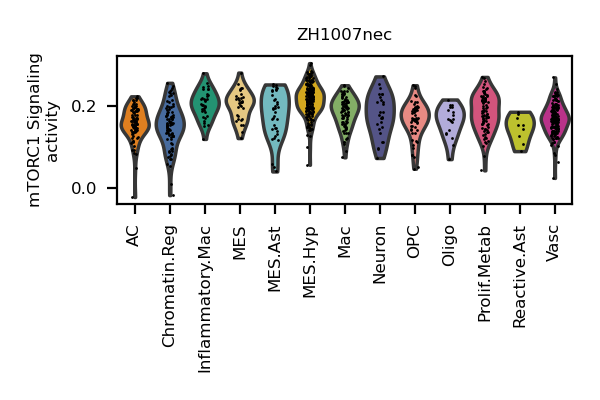 ZH1007nec
mTORC1 Signaling
activity
0.2
0.0
AC
Chromatin.Reg
Inflammatory.Mac
MES
MES.Ast
MES.Hyp
Mac
Neuron
OPC
Oligo
Prolif.Metab
Reactive.Ast
Vasc